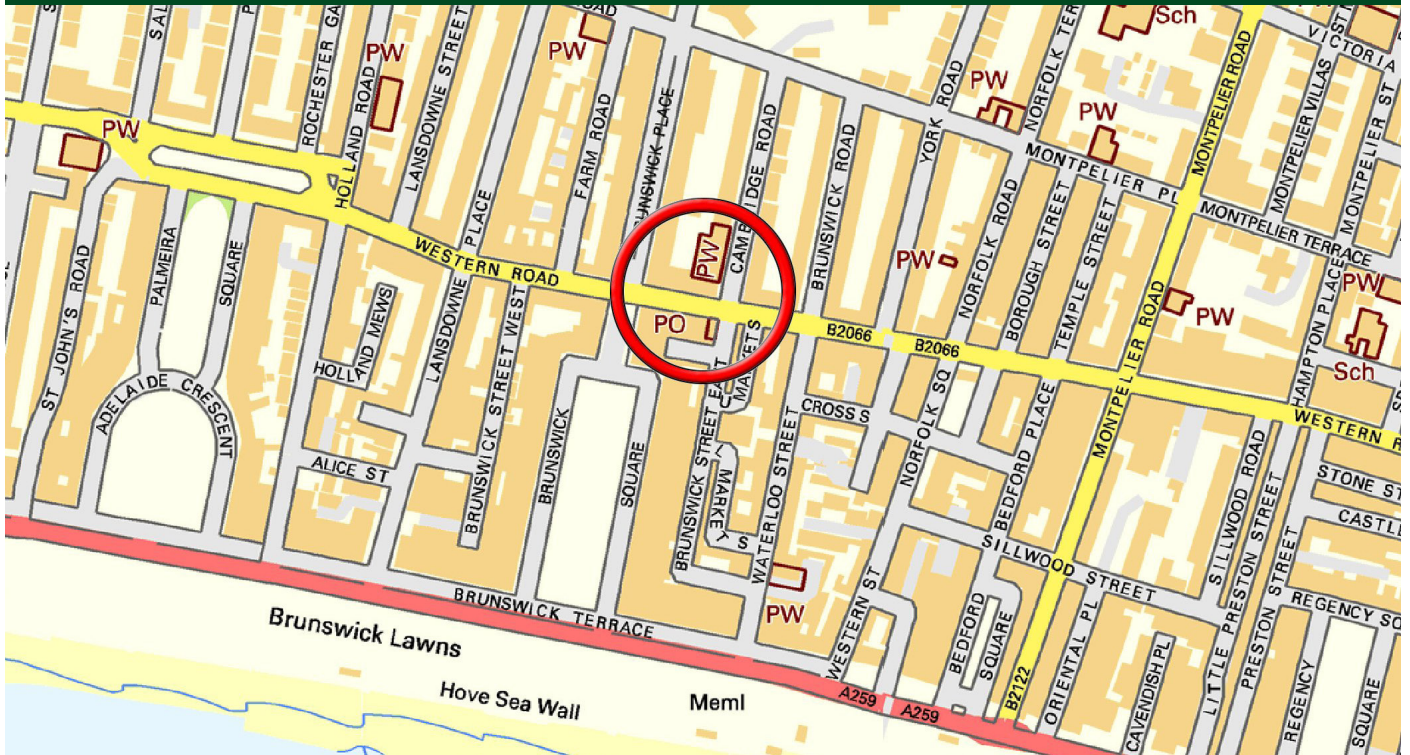 Sch
VICTORIA
PW
PW
PW
PW
PW
ROCHESTER GA
HOLLAND ROAD
LANSDOWNE STREET
FARM ROAD
CAMBRIDGE ROAD
BRUNSWICK ROAD
YORK ROAD
NORFOLK TER
MONTPELIER ROAD
MONTPELIER VILLAS
MONTPELIER ST
MONTPELIER PL
MONTPELIER TERRACE
ST JOHN'S ROAD
PALMEIRA
SQUARE
ADELAIDE CRESCENT
WESTERN ROAD
HOLLAND MEWS
LANSDOWNE PLACE
BRUNSWICK STREET WEST
ALICE ST
PW
PO
B2066
B2066
PW
NORFOLK ROAD
BOROUGH STREET
TEMPLE STREET
MONTPELIER ROAD
PW
PW
Sch
HAMPTON PLACE
WESTERN R
BRUNSWICK
SQUARE
BRUNSWICK STREET EAST
MARKET S
MARKET S
WATERLOO STREET
CROSS S
NORFOLK SQ
BEDFORD PLACE
SILLWOOD STREET
SILLWOOD ROAD
LITTLE PRESTON STREET
PRESTON STREET
STONE ST
CASTLE
REGENCY SQ
REGENCY
SQUARE
PW
WESTERN ST
BEDFORD
SQUARE
ORIENTAL PL
CAVENDISH PL
BRUNSWICK TERRACE
Brunswick Lawns
Hove Sea Wall
Meml
A259
A259
B2122